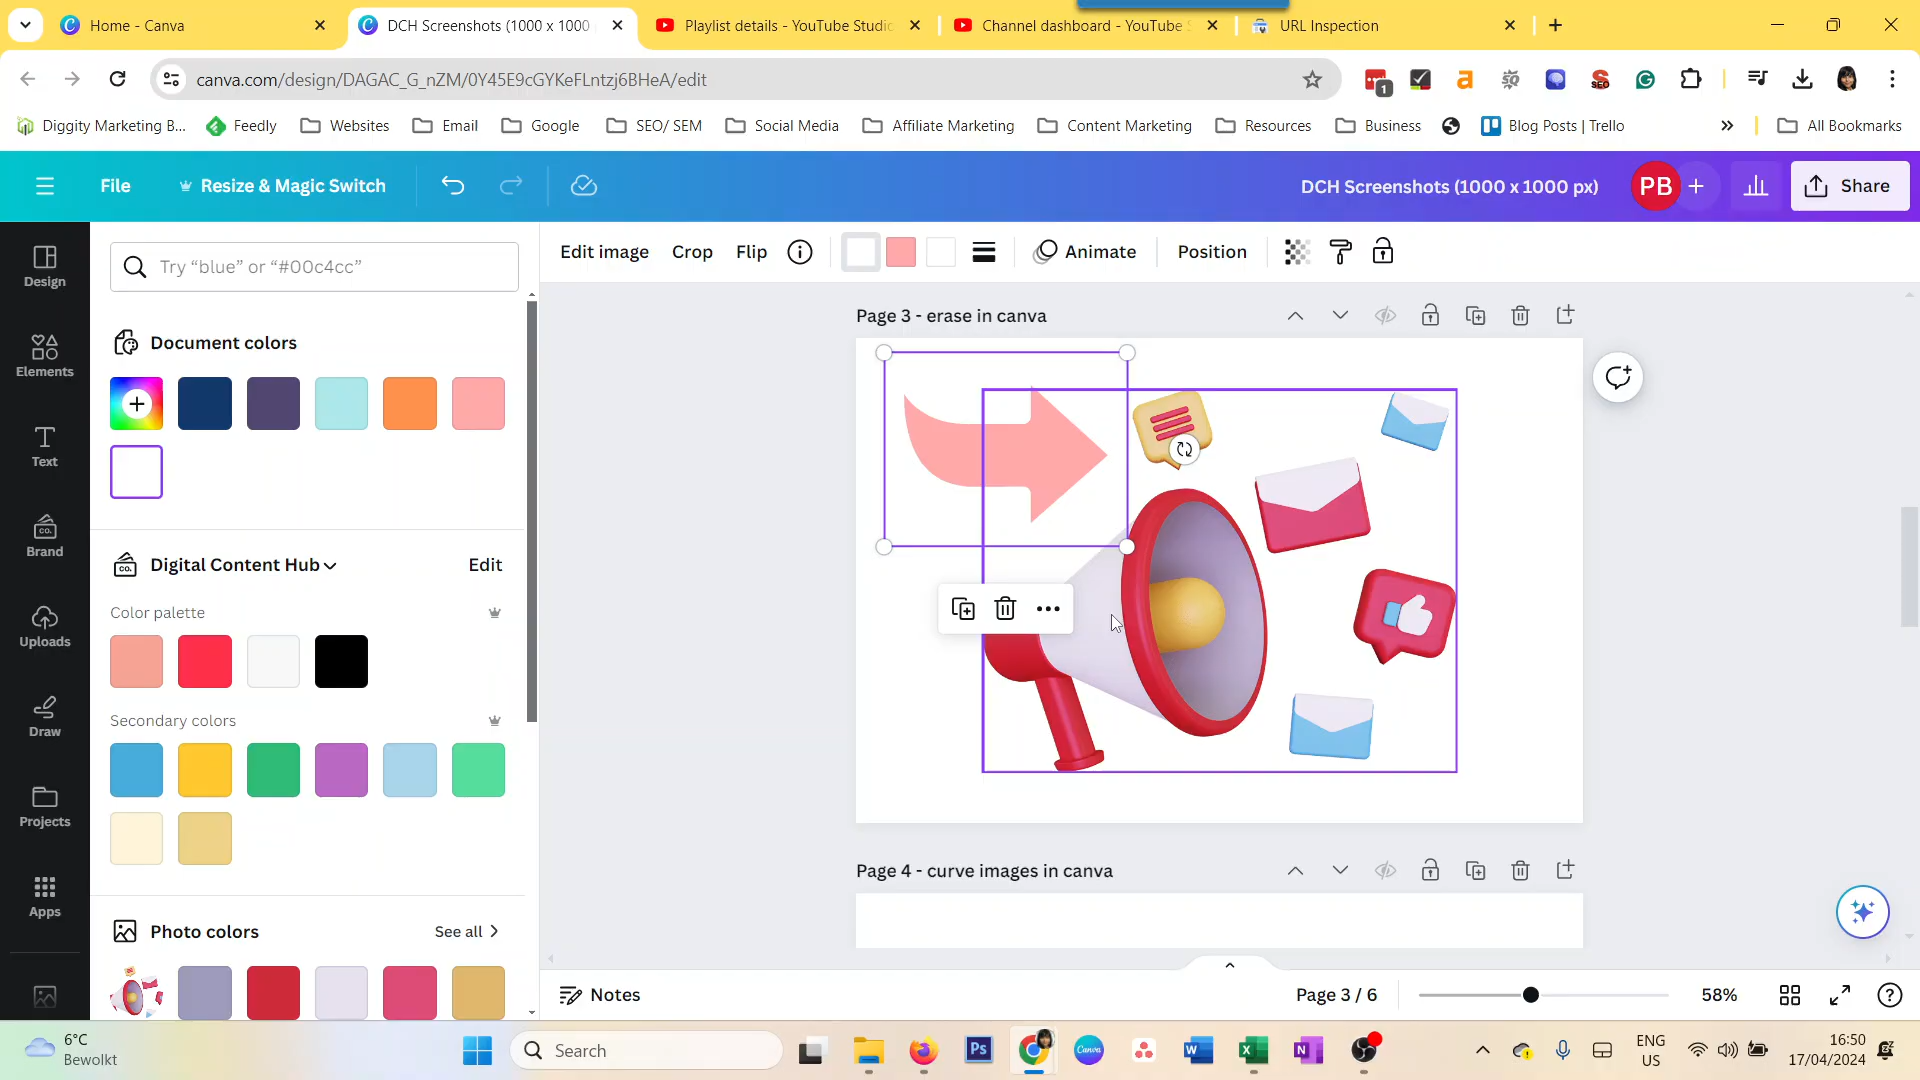 Home - Canva
DCH Screenshots (1000 x 1000
Playlist details - YouTube Studio
Channel dashboard - YouTube S
URL Inspection
canva.com/design/DAGAC_G_nZM/0Y45E9cGYKeFLntzj6BHeA/edit
1
SEO
Diggity Marketing B...
Feedly
Websites
Email
Google
SEO/ SEM
Social Media
Affiliate Marketing
Content Marketing
Resources
Business
Blog Posts | Trello
All Bookmarks
File
Resize & Magic Switch
DCH Screenshots (1000 x 1000 px)
PB
Share
Design
Elements
Text
Brand
Uploads
Draw
Projects
Apps
Try “blue” or “#00c4cc”
Document colors
Digital Content Hub
Edit
Color palette
Secondary colors
Photo colors
See all
Edit image
Crop
Flip
Animate
Position
Page 3 - erase in canva
Page 4 - curve images in canva
Notes
Page 3 / 6
58%
6°C
Bewolkt
Search
Ps
Canva
ENG
US
16:50
17/04/2024